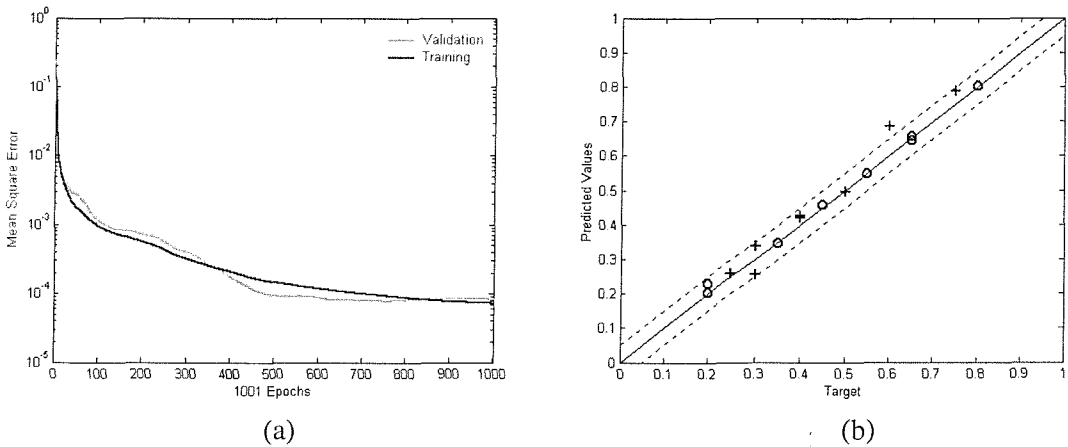 10^0
10^-1
10^-2
10^-3
10^-4
10^-5
Mean Square Error
Validation
Training
0 100 200 300 400 500 600 700 800 900 1000
1001 Epochs
(a)
1
0.9
0.8
0.7
0.6
0.5
0.4
0.3
0.2
0.1
0
Predicted Values
0 0.1 0.2 0.3 0.4 0.5 0.6 0.7 0.8 0.9 1
Target
(b)